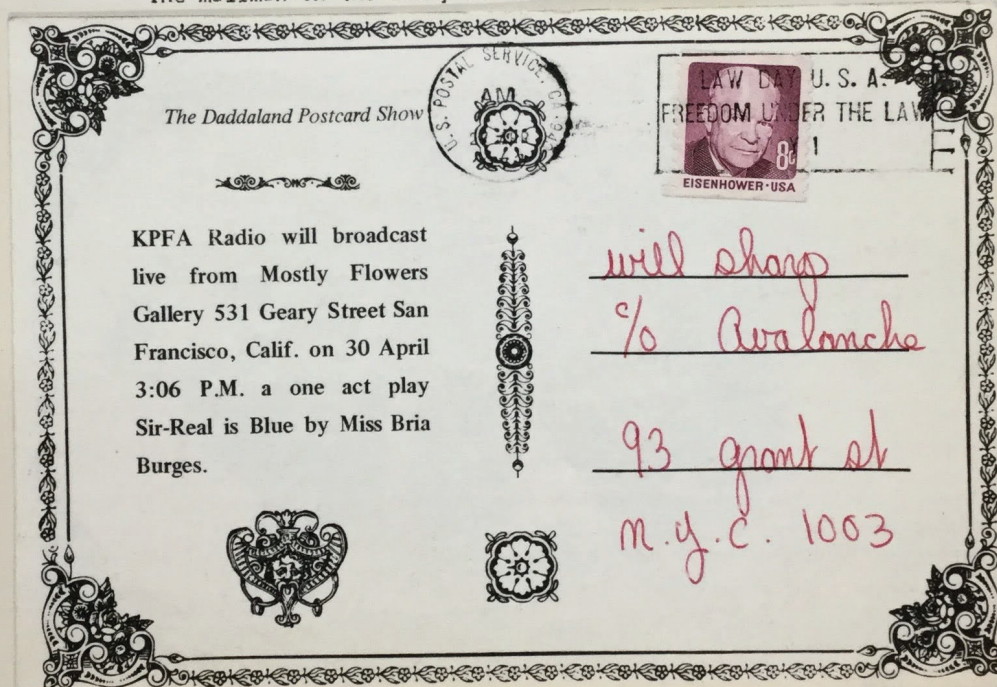 The Daddaland Postcard Show
U.S. POSTAL SERVICE, CA
AM
LAW DAY U.S.A.
FREEDOM UNDER THE LAW
1
8c
EISENHOWER·USA
KPFA Radio will broadcast
live from Mostly Flowers
Gallery 531 Geary Street San
Francisco, Calif. on 30 April
3:06 P.M. a one act play
Sir-Real is Blue by Miss Bria
Burges.
will sharp
c/o Avalanche
93 grant st
n.y.c. 1003